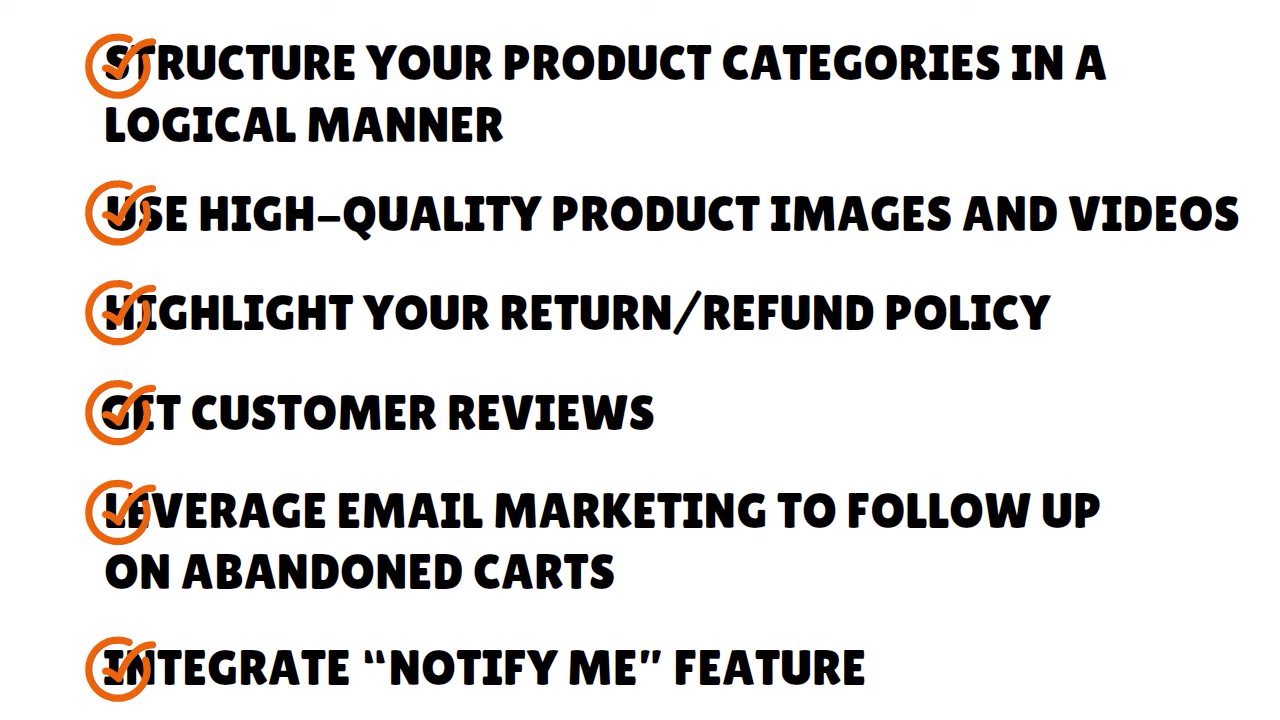 STRUCTURE YOUR PRODUCT CATEGORIES IN A
LOGICAL MANNER
USE HIGH-QUALITY PRODUCT IMAGES AND VIDEOS
HIGHLIGHT YOUR RETURN/REFUND POLICY
GET CUSTOMER REVIEWS
LEVERAGE EMAIL MARKETING TO FOLLOW UP
ON ABANDONED CARTS
INTEGRATE “NOTIFY ME” FEATURE